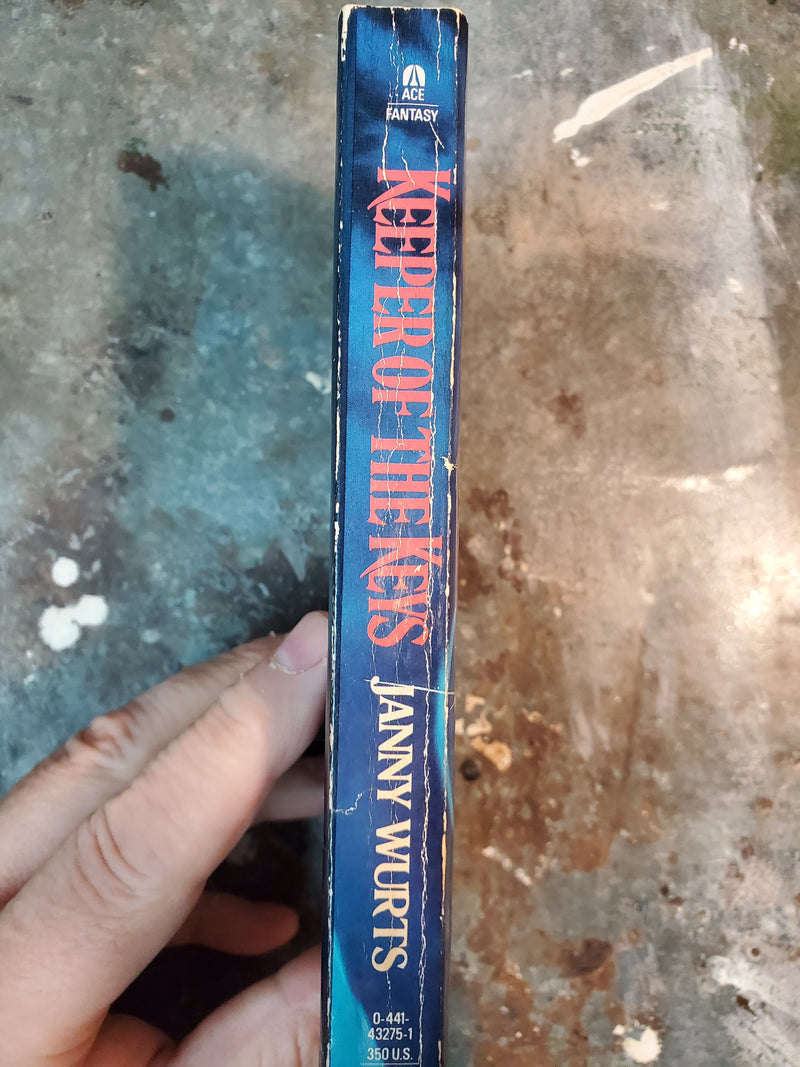 ACE
FANTASY
KEEPER OF THE KEYS
JANNY WURTS
0-441-
43275-1
350 U.S.